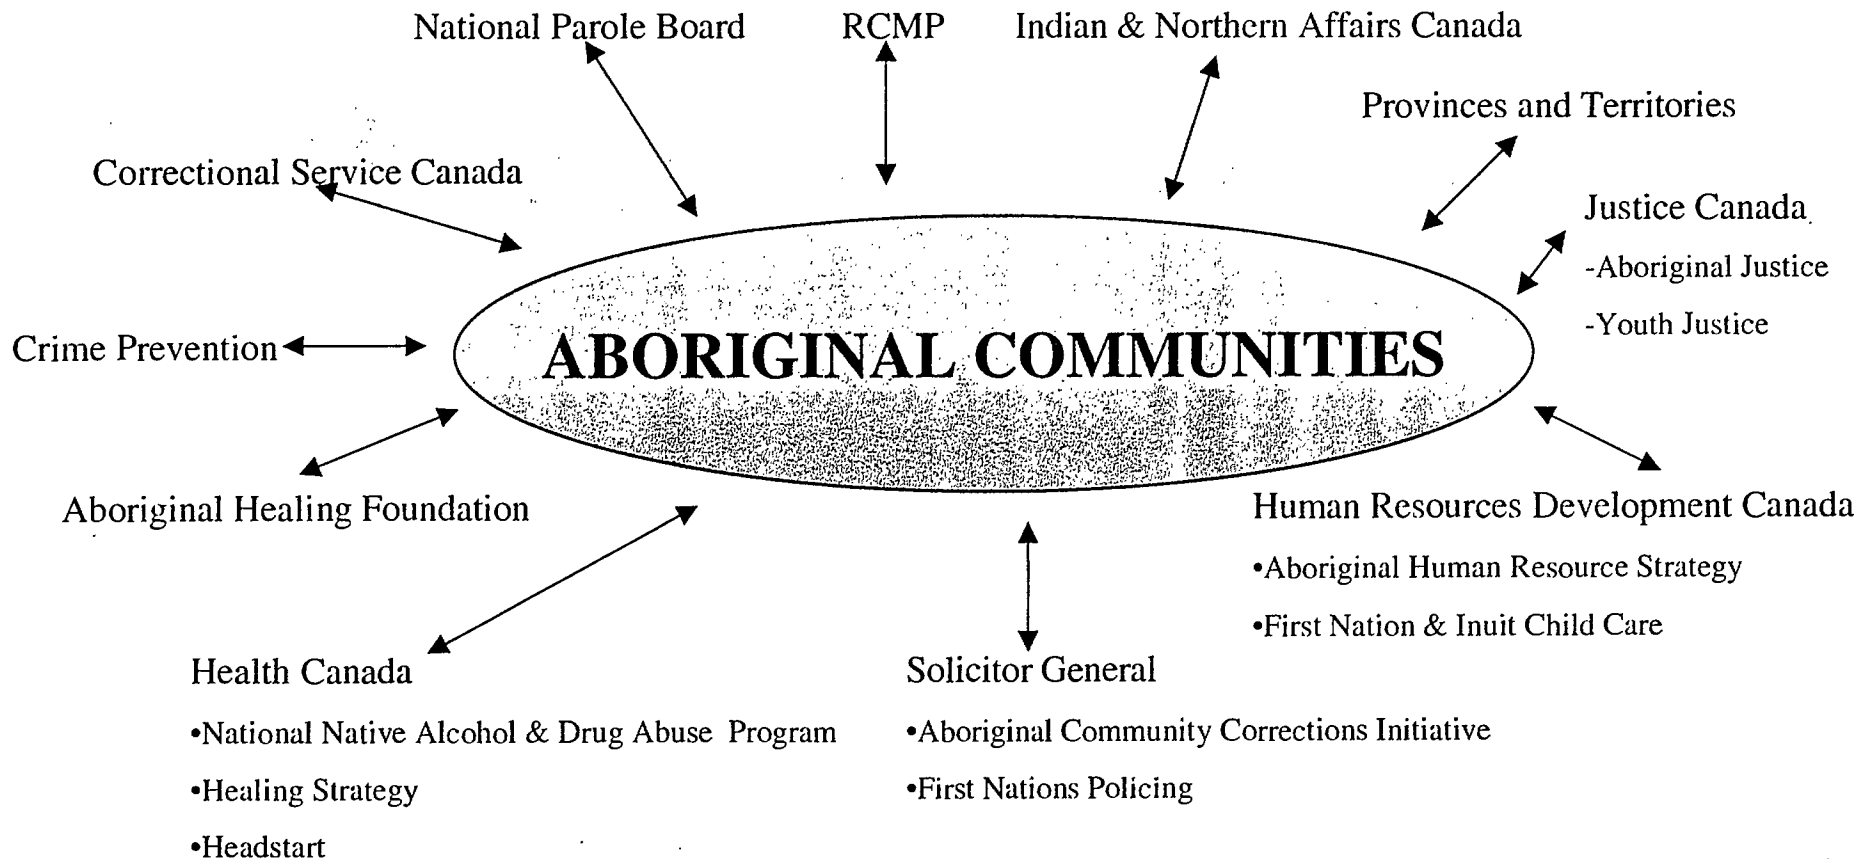 National Parole Board
RCMP
Indian & Northern Affairs Canada
Provinces and Territories
Correctional Service Canada
Justice Canada
-Aboriginal Justice
-Youth Justice
Crime Prevention
ABORIGINAL COMMUNITIES
Aboriginal Healing Foundation
Human Resources Development Canada
•Aboriginal Human Resource Strategy
•First Nation & Inuit Child Care
Health Canada
•National Native Alcohol & Drug Abuse Program
•Healing Strategy
•Headstart
Solicitor General
•Aboriginal Community Corrections Initiative
•First Nations Policing